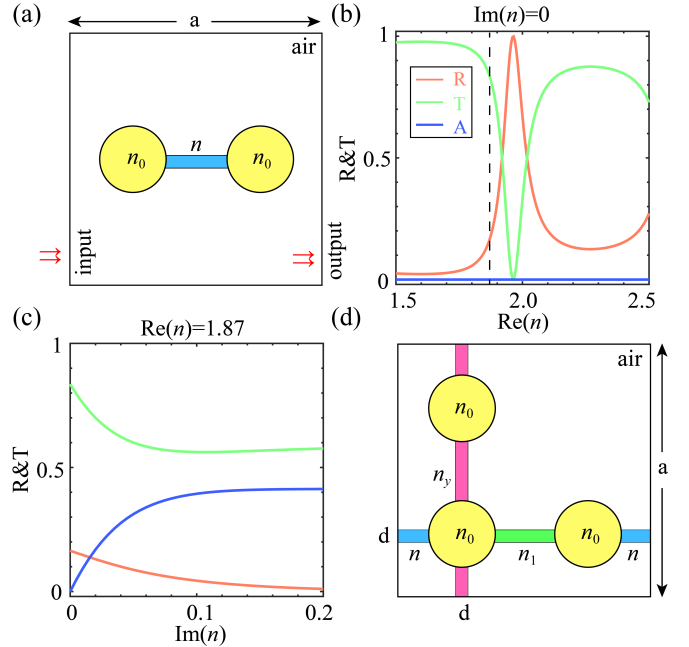 (a)
a
air
n
n₀
n₀
input
output
(b)
Im(n)=0
R&T
1
0.5
0
R
T
A
1.5
2.0
2.5
Re(n)
(c)
Re(n)=1.87
R&T
1
0.5
0
0
0.1
0.2
Im(n)
(d)
air
n₀
n_y
a
d
n₀
n₀
n
n₁
n
d